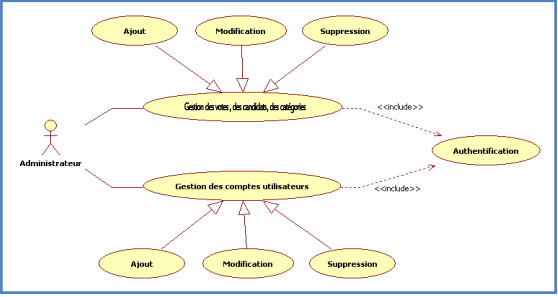 Ajout
Modification
Suppression
Gestion des votes, des candidats, des catégories
<<include>>
Administrateur
Authentification
Gestion des comptes utilisateurs
<<include>>
Ajout
Modification
Suppression